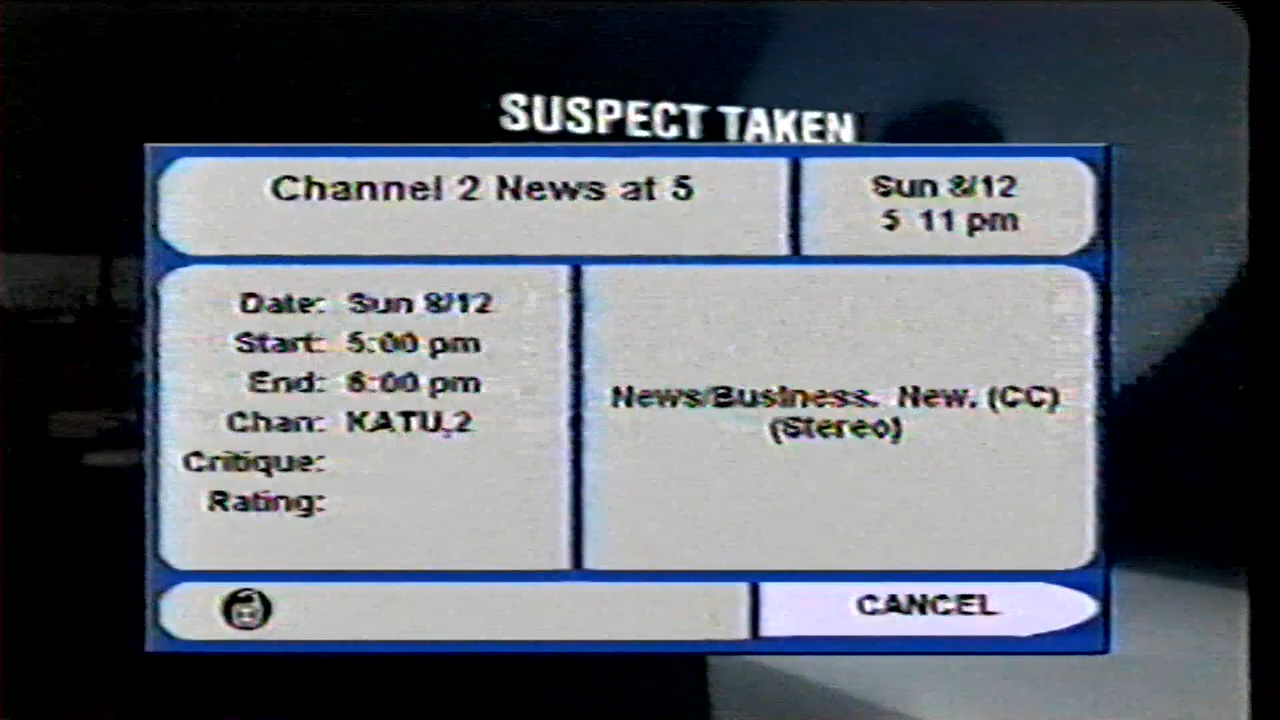 SUSPECT TAKEN
Channel 2 News at 5
Sun 8/12
5 11 pm
Date: Sun 8/12
Start: 5:00 pm
End: 6:00 pm
Chan: KATU,2
Critique:
Rating:
News/Business. New. (CC)
(Stereo)
CANCEL